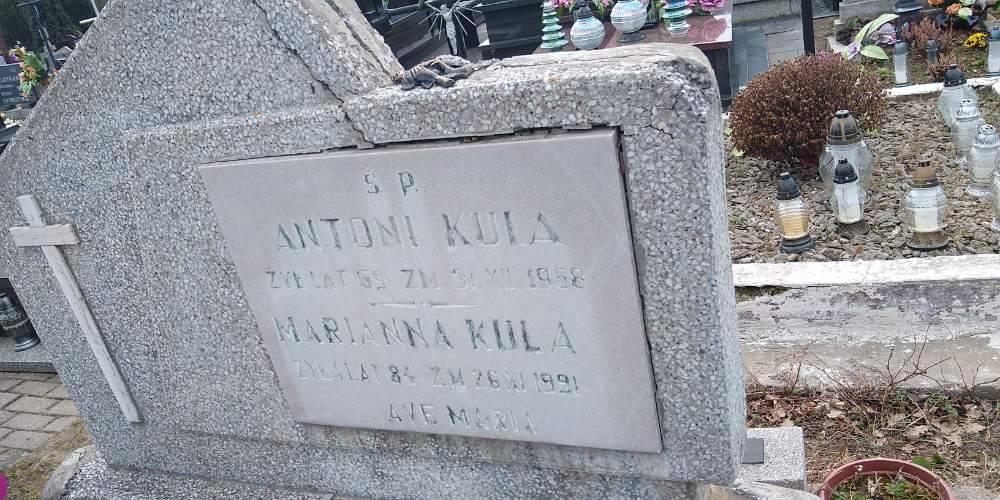 Ś. P.
ANTONI KULA
ŻYŁ LAT 59 ZM. 31 XII 1958
MARIANNA KULA
ŻYŁA LAT 84 ZM 26 XI 1991
AVE MARIA